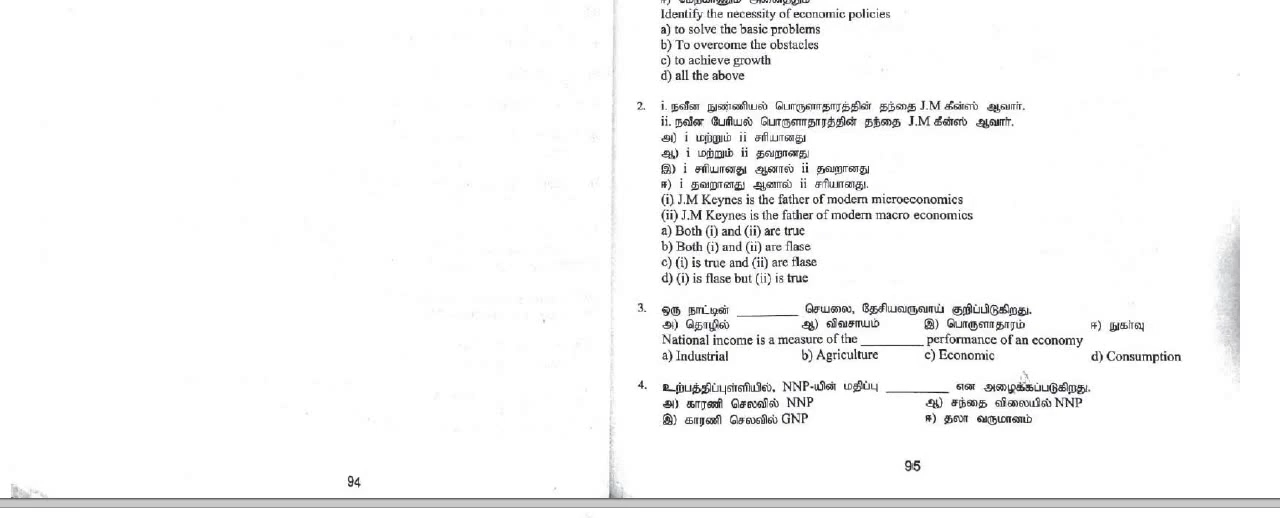 Identify the necessity of economic policies
a) to solve the basic problems
b) To overcome the obstacles
c) to achieve growth
d) all the above
2. i. நவீன நுண்ணியல் பொருளாதாரத்தின் தந்தை J.M கீன்ஸ் ஆவார்.
ii. நவீன பேரியல் பொருளாதாரத்தின் தந்தை J.M கீன்ஸ் ஆவார்.
அ) i மற்றும் ii சரியானது
ஆ) i மற்றும் ii தவறானது
இ) i சரியானது ஆனால் ii தவறானது
ஈ) i தவறானது ஆனால் ii சரியானது.
(i) J.M Keynes is the father of modern microeconomics
(ii) J.M Keynes is the father of modern macro economics
a) Both (i) and (ii) are true
b) Both (i) and (ii) are flase
c) (i) is true and (ii) are flase
d) (i) is flase but (ii) is true
3. ஒரு நாட்டின் __________ செயலை, தேசியவருவாய் குறிப்பிடுகிறது.
அ) தொழில் ஆ) விவசாயம் இ) பொருளாதாரம் ஈ) நுகர்வு
National income is a measure of the __________ performance of an economy
a) Industrial b) Agriculture c) Economic d) Consumption
4. உற்பத்திப்புள்ளியில், NNP-யின் மதிப்பு __________ என அழைக்கப்படுகிறது.
அ) காரணி செலவில் NNP ஆ) சந்தை விலையில் NNP
இ) காரணி செலவில் GNP ஈ) தலா வருமானம்
94
95